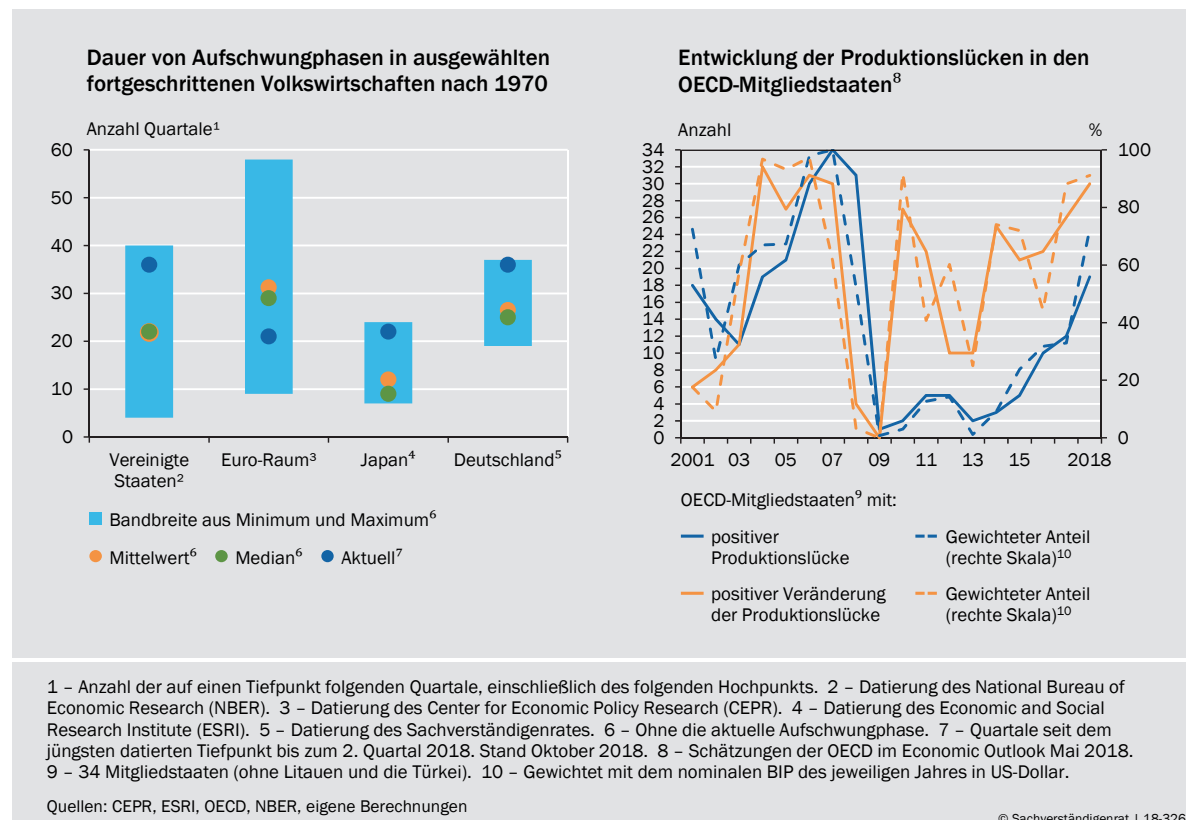 Dauer von Aufschwungphasen in ausgewählten
fortgeschrittenen Volkswirtschaften nach 1970
Anzahl Quartale¹
60
50
40
30
20
10
0
Vereinigte
Staaten²
Euro-Raum³
Japan⁴
Deutschland⁵
Bandbreite aus Minimum und Maximum⁶
Mittelwert⁶ Median⁶ Aktuell⁷
Entwicklung der Produktionslücken in den
OECD-Mitgliedstaaten⁸
Anzahl
%
34
32
30
28
26
24
22
20
18
16
14
12
10
8
6
4
2
0
100
80
60
40
20
0
2001 03 05 07 09 11 13 15 2018
OECD-Mitgliedstaaten⁹ mit:
positiver
Produktionslücke
Gewichteter Anteil
(rechte Skala)¹⁰
positiver Veränderung
der Produktionslücke
Gewichteter Anteil
(rechte Skala)¹⁰
1 – Anzahl der auf einen Tiefpunkt folgenden Quartale, einschließlich des folgenden Hochpunkts. 2 – Datierung des National Bureau of
Economic Research (NBER). 3 – Datierung des Center for Economic Policy Research (CEPR). 4 – Datierung des Economic and Social
Research Institute (ESRI). 5 – Datierung des Sachverständigenrates. 6 – Ohne die aktuelle Aufschwungphase. 7 – Quartale seit dem
jüngsten datierten Tiefpunkt bis zum 2. Quartal 2018. Stand Oktober 2018. 8 – Schätzungen der OECD im Economic Outlook Mai 2018.
9 – 34 Mitgliedstaaten (ohne Litauen und die Türkei). 10 – Gewichtet mit dem nominalen BIP des jeweiligen Jahres in US-Dollar.
Quellen: CEPR, ESRI, OECD, NBER, eigene Berechnungen
© Sachverständigenrat | 18-326